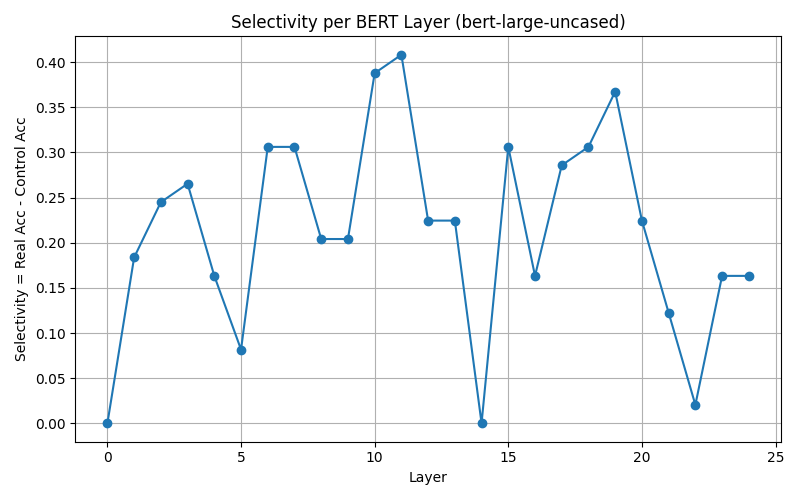 Selectivity per BERT Layer (bert-large-uncased)
Selectivity = Real Acc - Control Acc
0.40
0.35
0.30
0.25
0.20
0.15
0.10
0.05
0.00
0 5 10 15 20 25
Layer